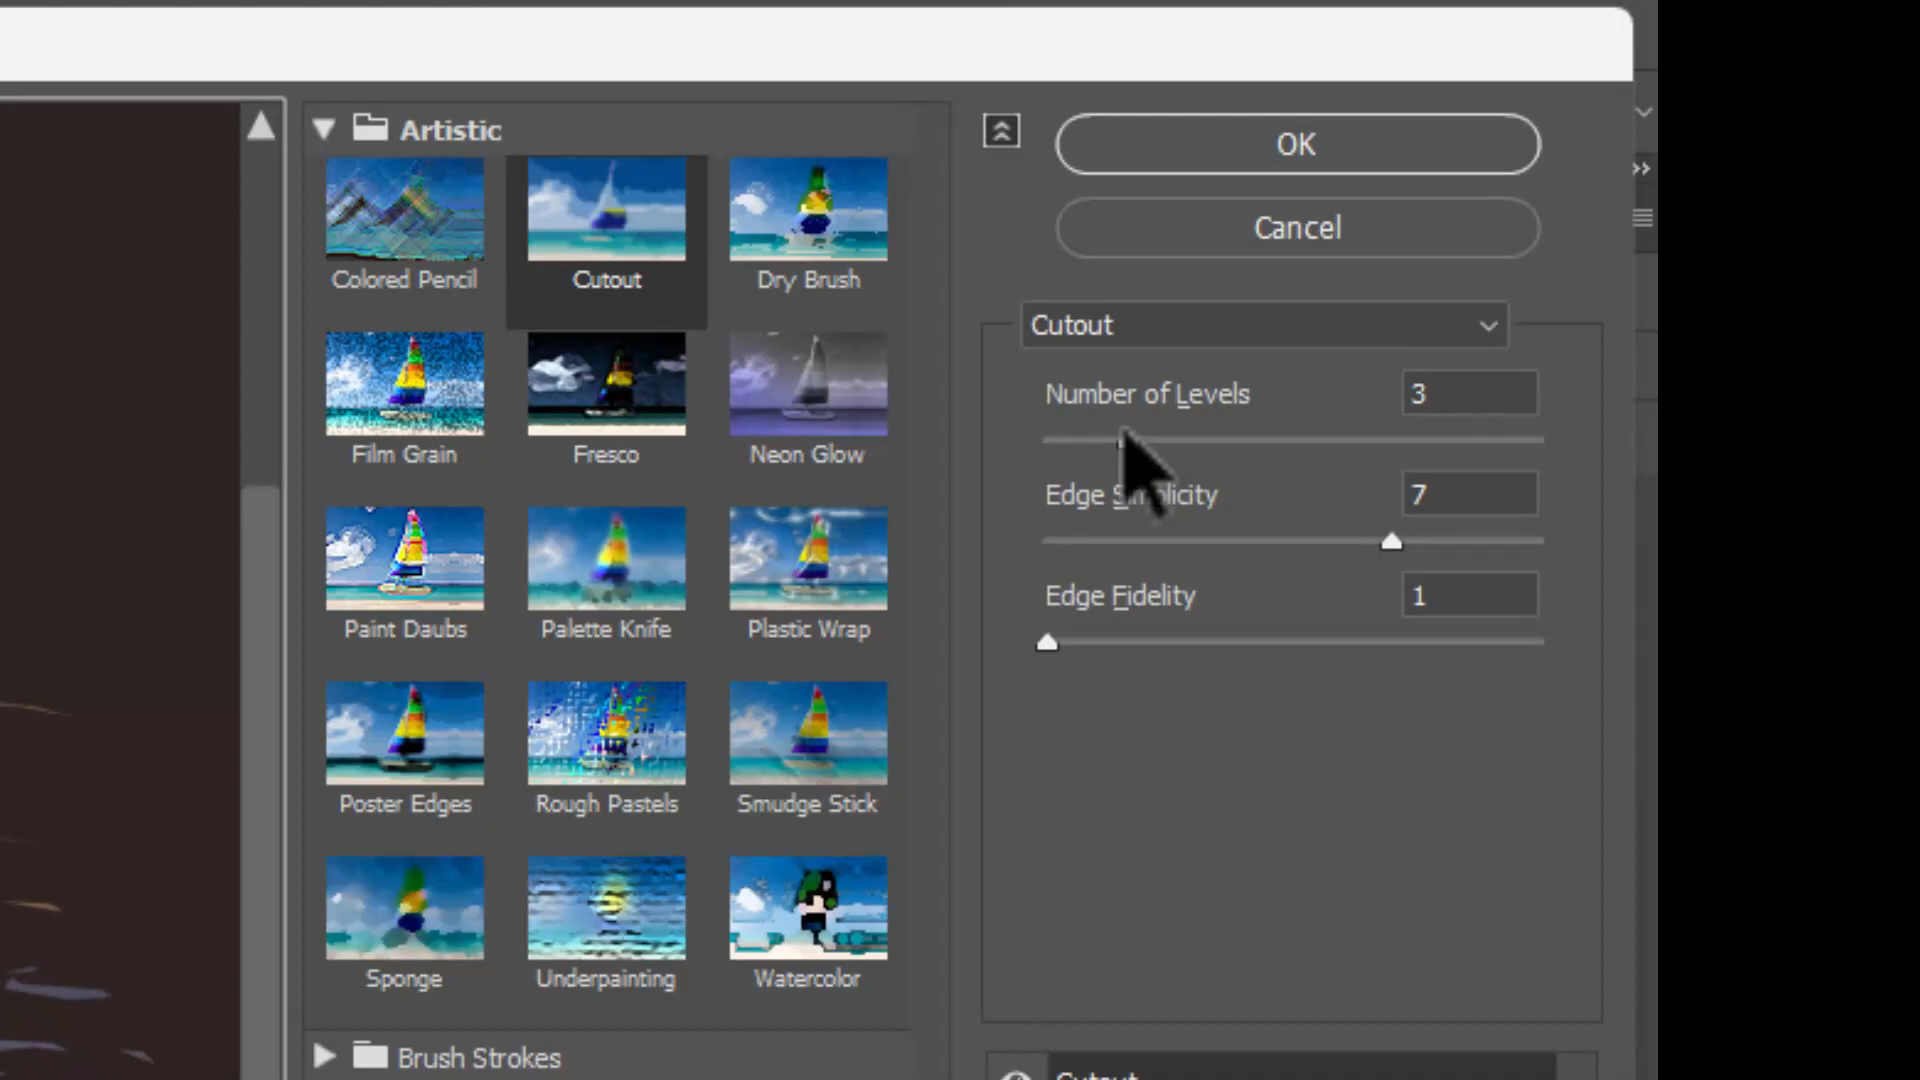 Artistic
OK
Cancel
Colored Pencil
Cutout
Dry Brush
Cutout
Number of Levels
3
Film Grain
Fresco
Neon Glow
Edge Simplicity
7
Edge Fidelity
1
Paint Daubs
Palette Knife
Plastic Wrap
Poster Edges
Rough Pastels
Smudge Stick
Sponge
Underpainting
Watercolor
Brush Strokes
Cutout